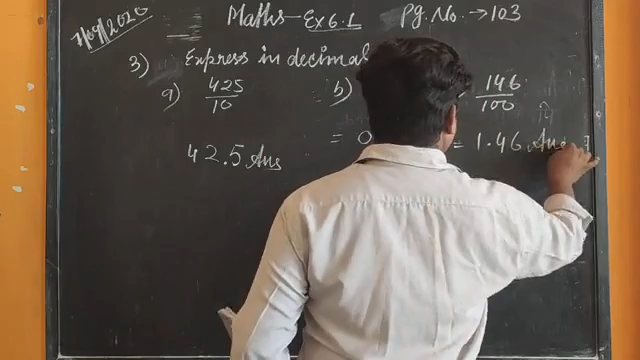 Maths - Ex 6.1 Pg. No. → 103
3) Express in decimal
a) 425/10 b) 146/100
= 0 = 1.46 Ans
42.5 Ans